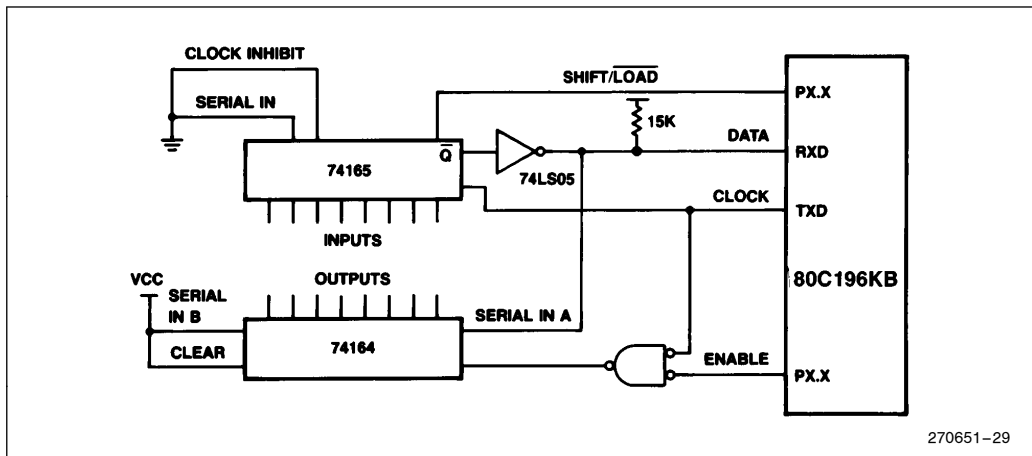 CLOCK INHIBIT
SHIFT/LOAD
PX.X
SERIAL IN
15K
DATA
Q
RXD
74165
74LS05
CLOCK
TXD
INPUTS
VCC
OUTPUTS
80C196KB
SERIAL
IN B
SERIAL IN A
CLEAR
74164
ENABLE
PX.X
270651-29